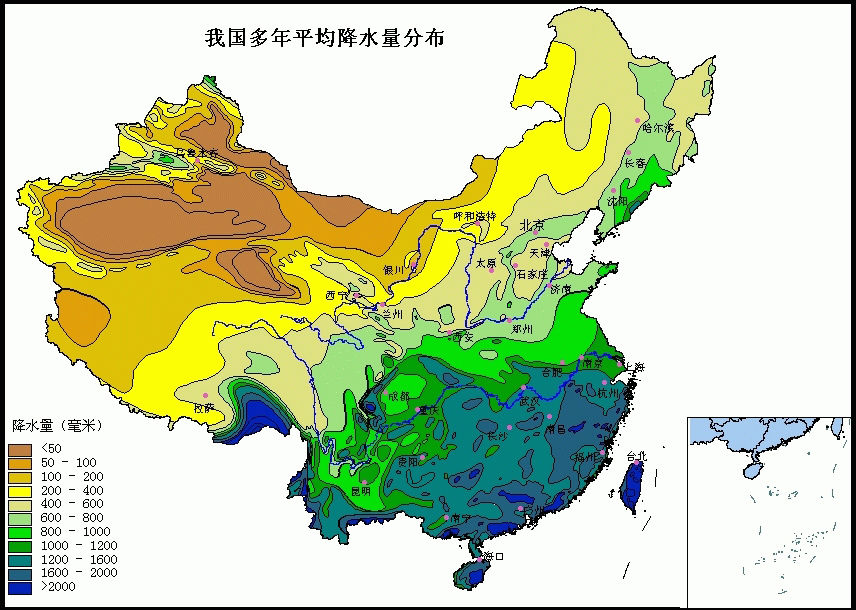 我国多年平均降水量分布
哈尔滨
长春
乌鲁木齐
沈阳
呼和浩特
北京
天津
银川
太原
石家庄
西宁
济南
兰州
郑州
西安
南京
上海
合肥
拉萨
成都
杭州
武汉
重庆
南昌
长沙
贵阳
福州
台北
昆明
广州
南宁
海口
降水量（毫米）
<50
50 - 100
100 - 200
200 - 400
400 - 600
600 - 800
800 - 1000
1000 - 1200
1200 - 1600
1600 - 2000
>2000